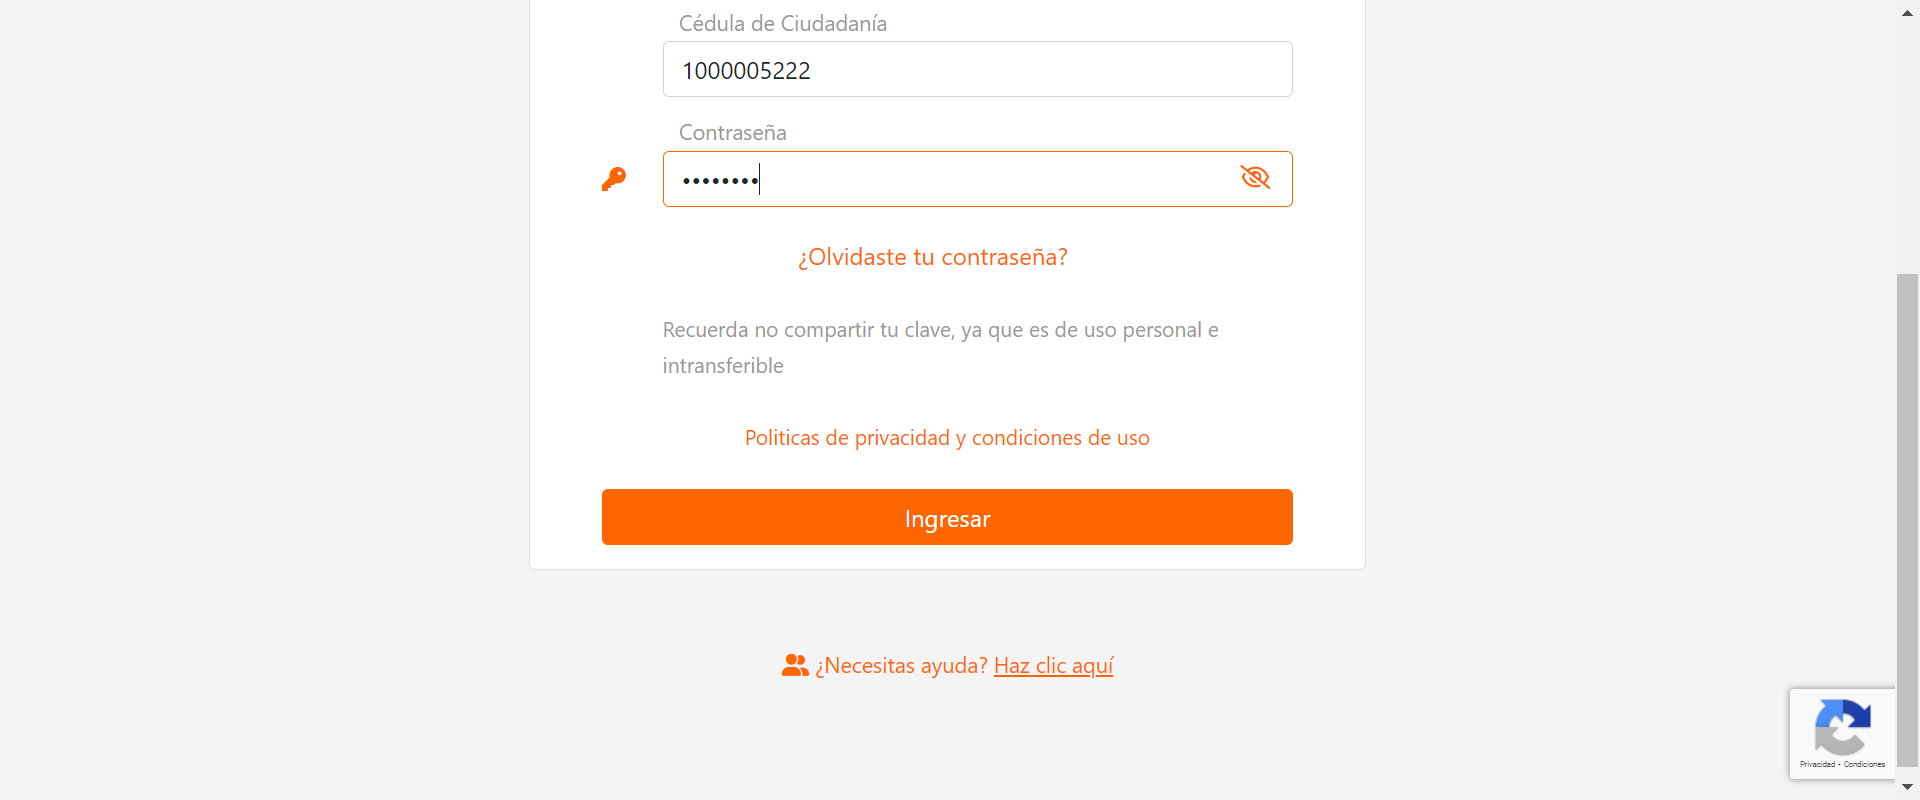 Cédula de Ciudadanía
1000005222
Contraseña
••••••••
¿Olvidaste tu contraseña?
Recuerda no compartir tu clave, ya que es de uso personal e
intransferible
Politicas de privacidad y condiciones de uso
Ingresar
¿Necesitas ayuda? Haz clic aquí
Privacidad - Condiciones